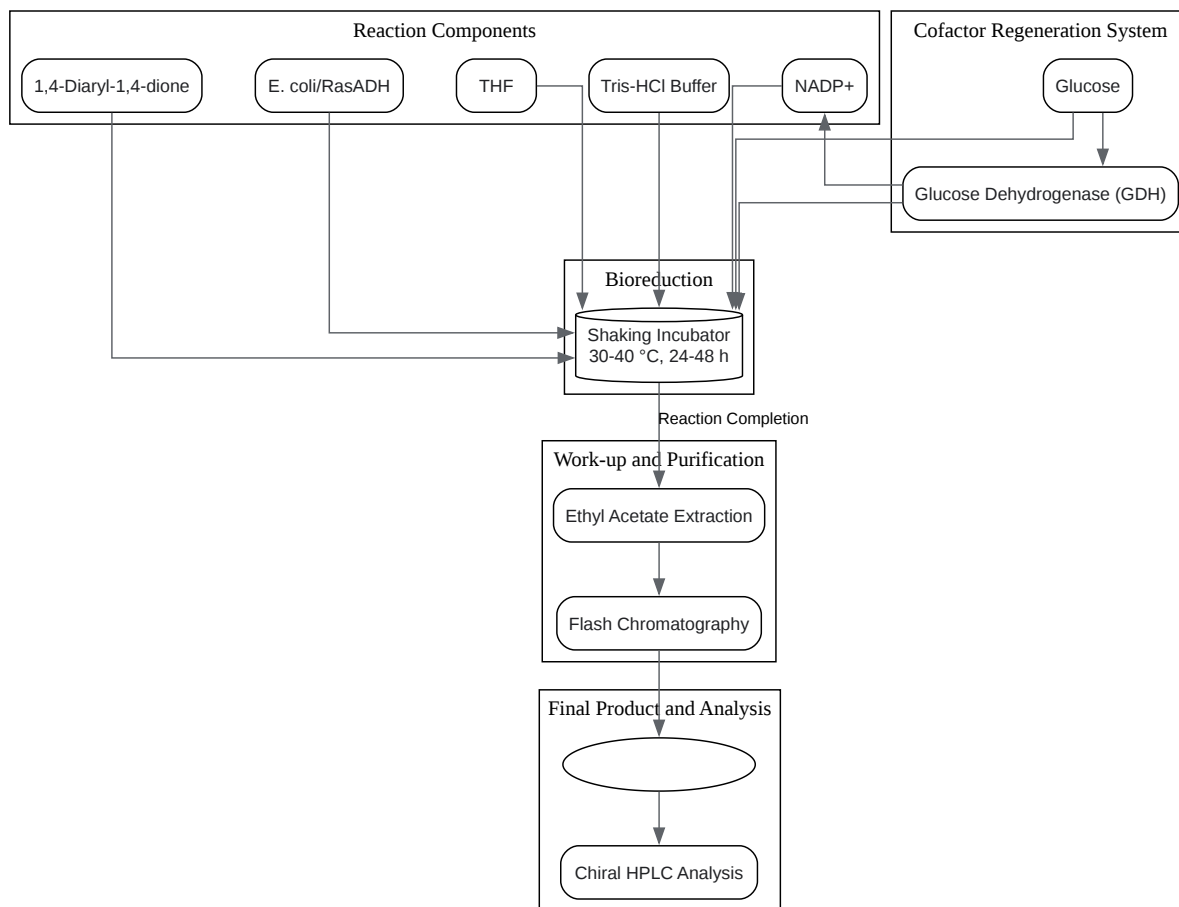 Reaction Components
Cofactor Regeneration System
1,4-Diaryl-1,4-dione
E. coli/RasADH
THF
Tris-HCl Buffer
NADP+
Glucose
Glucose Dehydrogenase (GDH)
Bioreduction
Shaking Incubator
30-40 °C, 24-48 h
Reaction Completion
Work-up and Purification
Ethyl Acetate Extraction
Flash Chromatography
Final Product and Analysis
Chiral HPLC Analysis